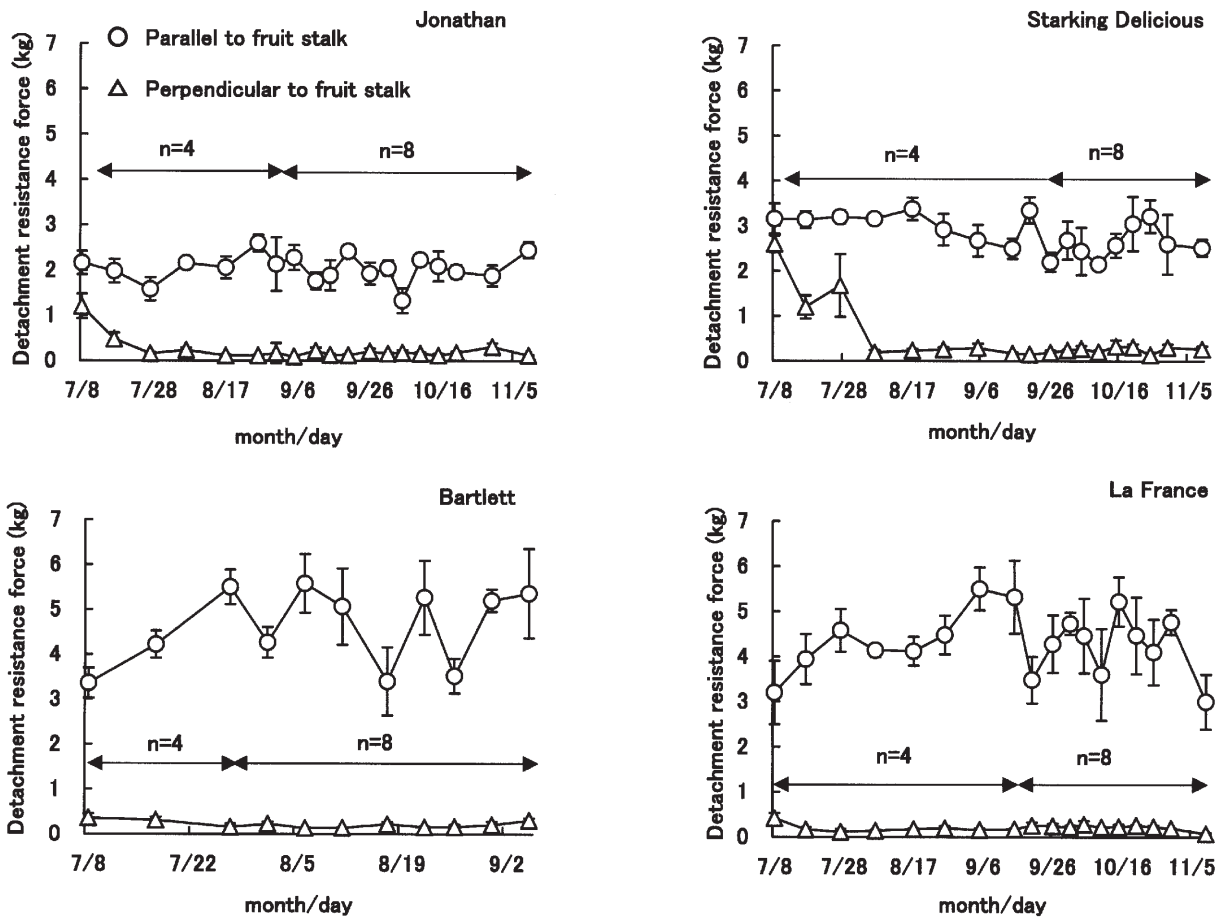 Jonathan
Parallel to fruit stalk
Perpendicular to fruit stalk
Detachment resistance force (kg)
7
6
5
4
3
2
1
0
n=4
n=8
7/8 7/28 8/17 9/6 9/26 10/16 11/5
month/day
Starking Delicious
Detachment resistance force (kg)
7
6
5
4
3
2
1
0
n=4
n=8
7/8 7/28 8/17 9/6 9/26 10/16 11/5
month/day
Bartlett
Detachment resistance force (kg)
7
6
5
4
3
2
1
0
n=4
n=8
7/8 7/22 8/5 8/19 9/2
month/day
La France
Detachment resistance force (kg)
7
6
5
4
3
2
1
0
n=4
n=8
7/8 7/28 8/17 9/6 9/26 10/16 11/5
month/day